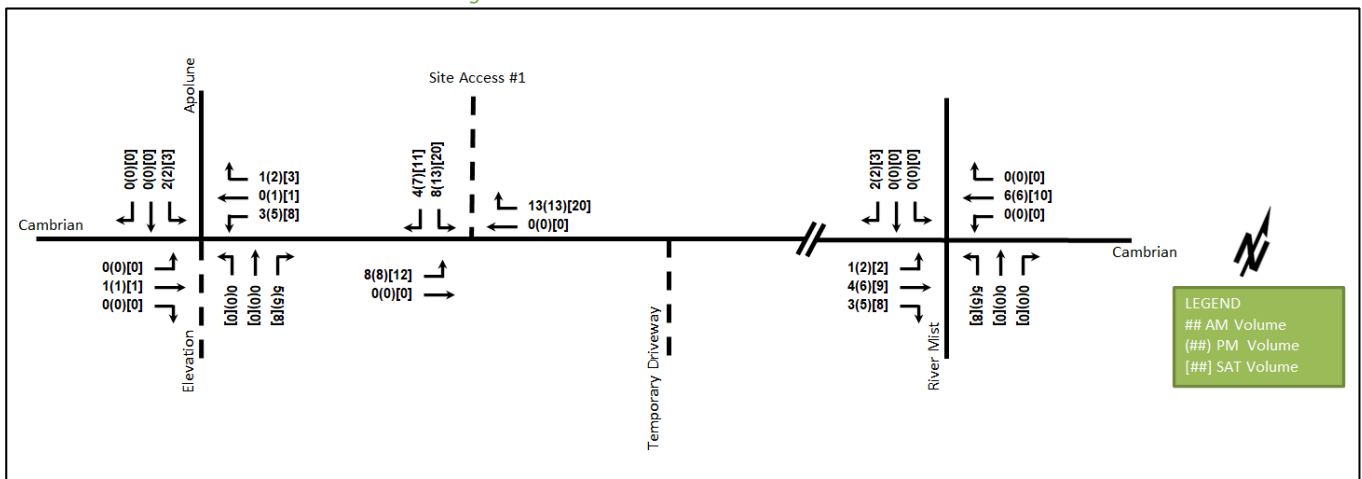 Site Access #1
Apolune
0(0)[0]
0(0)[0]
2(2)[3]
1(2)[3]
0(1)[1]
3(5)[8]
4(7)[11]
8(13)[20]
13(13)[20]
0(0)[0]
2(2)[3]
0(0)[0]
0(0)[0]
0(0)[0]
6(6)[10]
0(0)[0]
Cambrian
Cambrian
0(0)[0]
1(1)[1]
0(0)[0]
0(0)[0]
0(0)[0]
5(5)[8]
8(8)[12]
0(0)[0]
1(2)[2]
4(6)[9]
3(5)[8]
5(5)[8]
0(0)[0]
0(0)[0]
Elevation
Temporary Driveway
River Mist
N
LEGEND
## AM Volume
(##) PM Volume
[##] SAT Volume